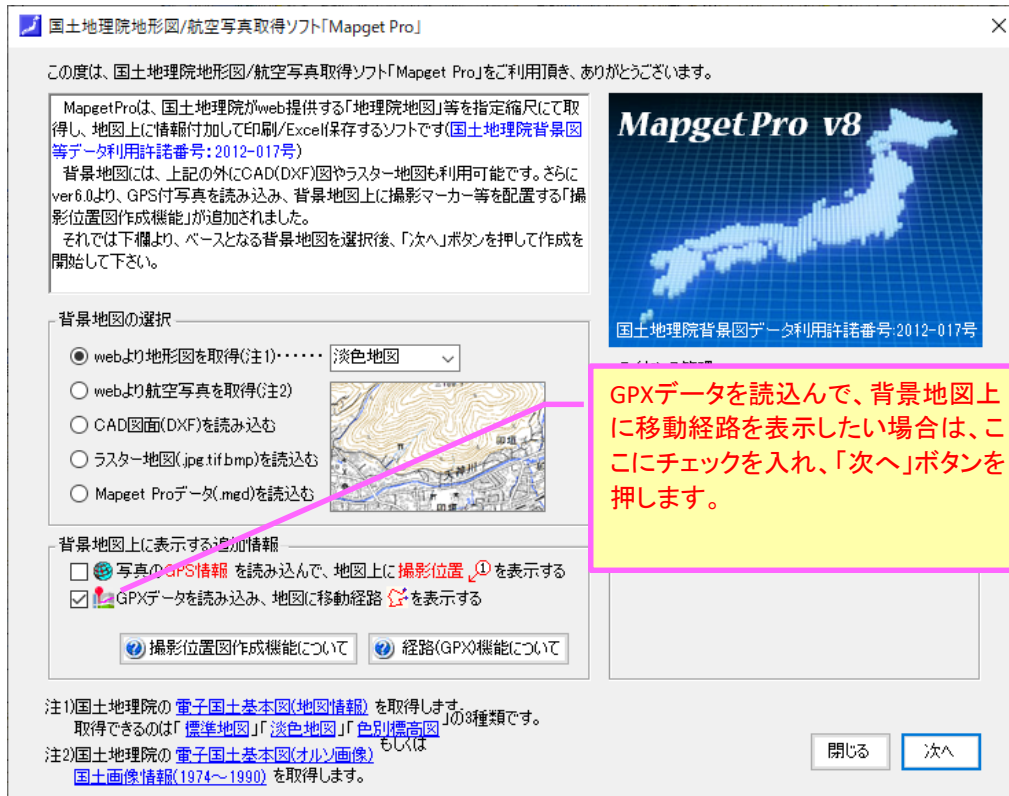 国土地理院地形図/航空写真取得ソフト「Mapget Pro」
この度は、国土地理院地形図/航空写真取得ソフト「Mapget Pro」をご利用頂き、ありがとうございます。
MapgetProは、国土地理院がweb提供する「地理院地図」等を指定縮尺にて取
得し、地図上に情報付加して印刷/Excel保存するソフトです(国土地理院背景図
等データ利用許諾番号：2012-017号)
背景地図には、上記の外にCAD(DXF)図やラスター地図も利用可能です。さらに
ver6.0より、GPS付写真を読み込み、背景地図上に撮影マーカー等を配置する「撮
影位置図作成機能」が追加されました。
それでは下欄より、ベースとなる背景地図を選択後、「次へ」ボタンを押して作成を
開始して下さい。
MapgetPro v8
国土地理院背景図データ利用許諾番号:2012-017号
背景地図の選択
webより地形図を取得(注1)・・・・・・ 淡色地図
webより航空写真を取得(注2)
CAD図面(DXF)を読み込む
ラスター地図(.jpg.tif.bmp)を読込む
Mapget Proデータ(.mgd)を読込む
天神川
GPXデータを読込んで、背景地図上
に移動経路を表示したい場合は、こ
こにチェックを入れ、「次へ」ボタンを
押します。
背景地図上に表示する追加情報
写真のGPS情報 を読み込んで、地図上に 撮影位置 ① を表示する
GPXデータを読み込み、地図に移動経路 を表示する
撮影位置図作成機能について
経路(GPX)機能について
注1)国土地理院の 電子国土基本図(地図情報) を取得します。
取得できるのは「 標準地図 」「 淡色地図 」「 色別標高図 」の3種類です。
注2)国土地理院の 電子国土基本図(オルソ画像) もしくは
国土画像情報(1974～1990) を取得します。
閉じる
次へ